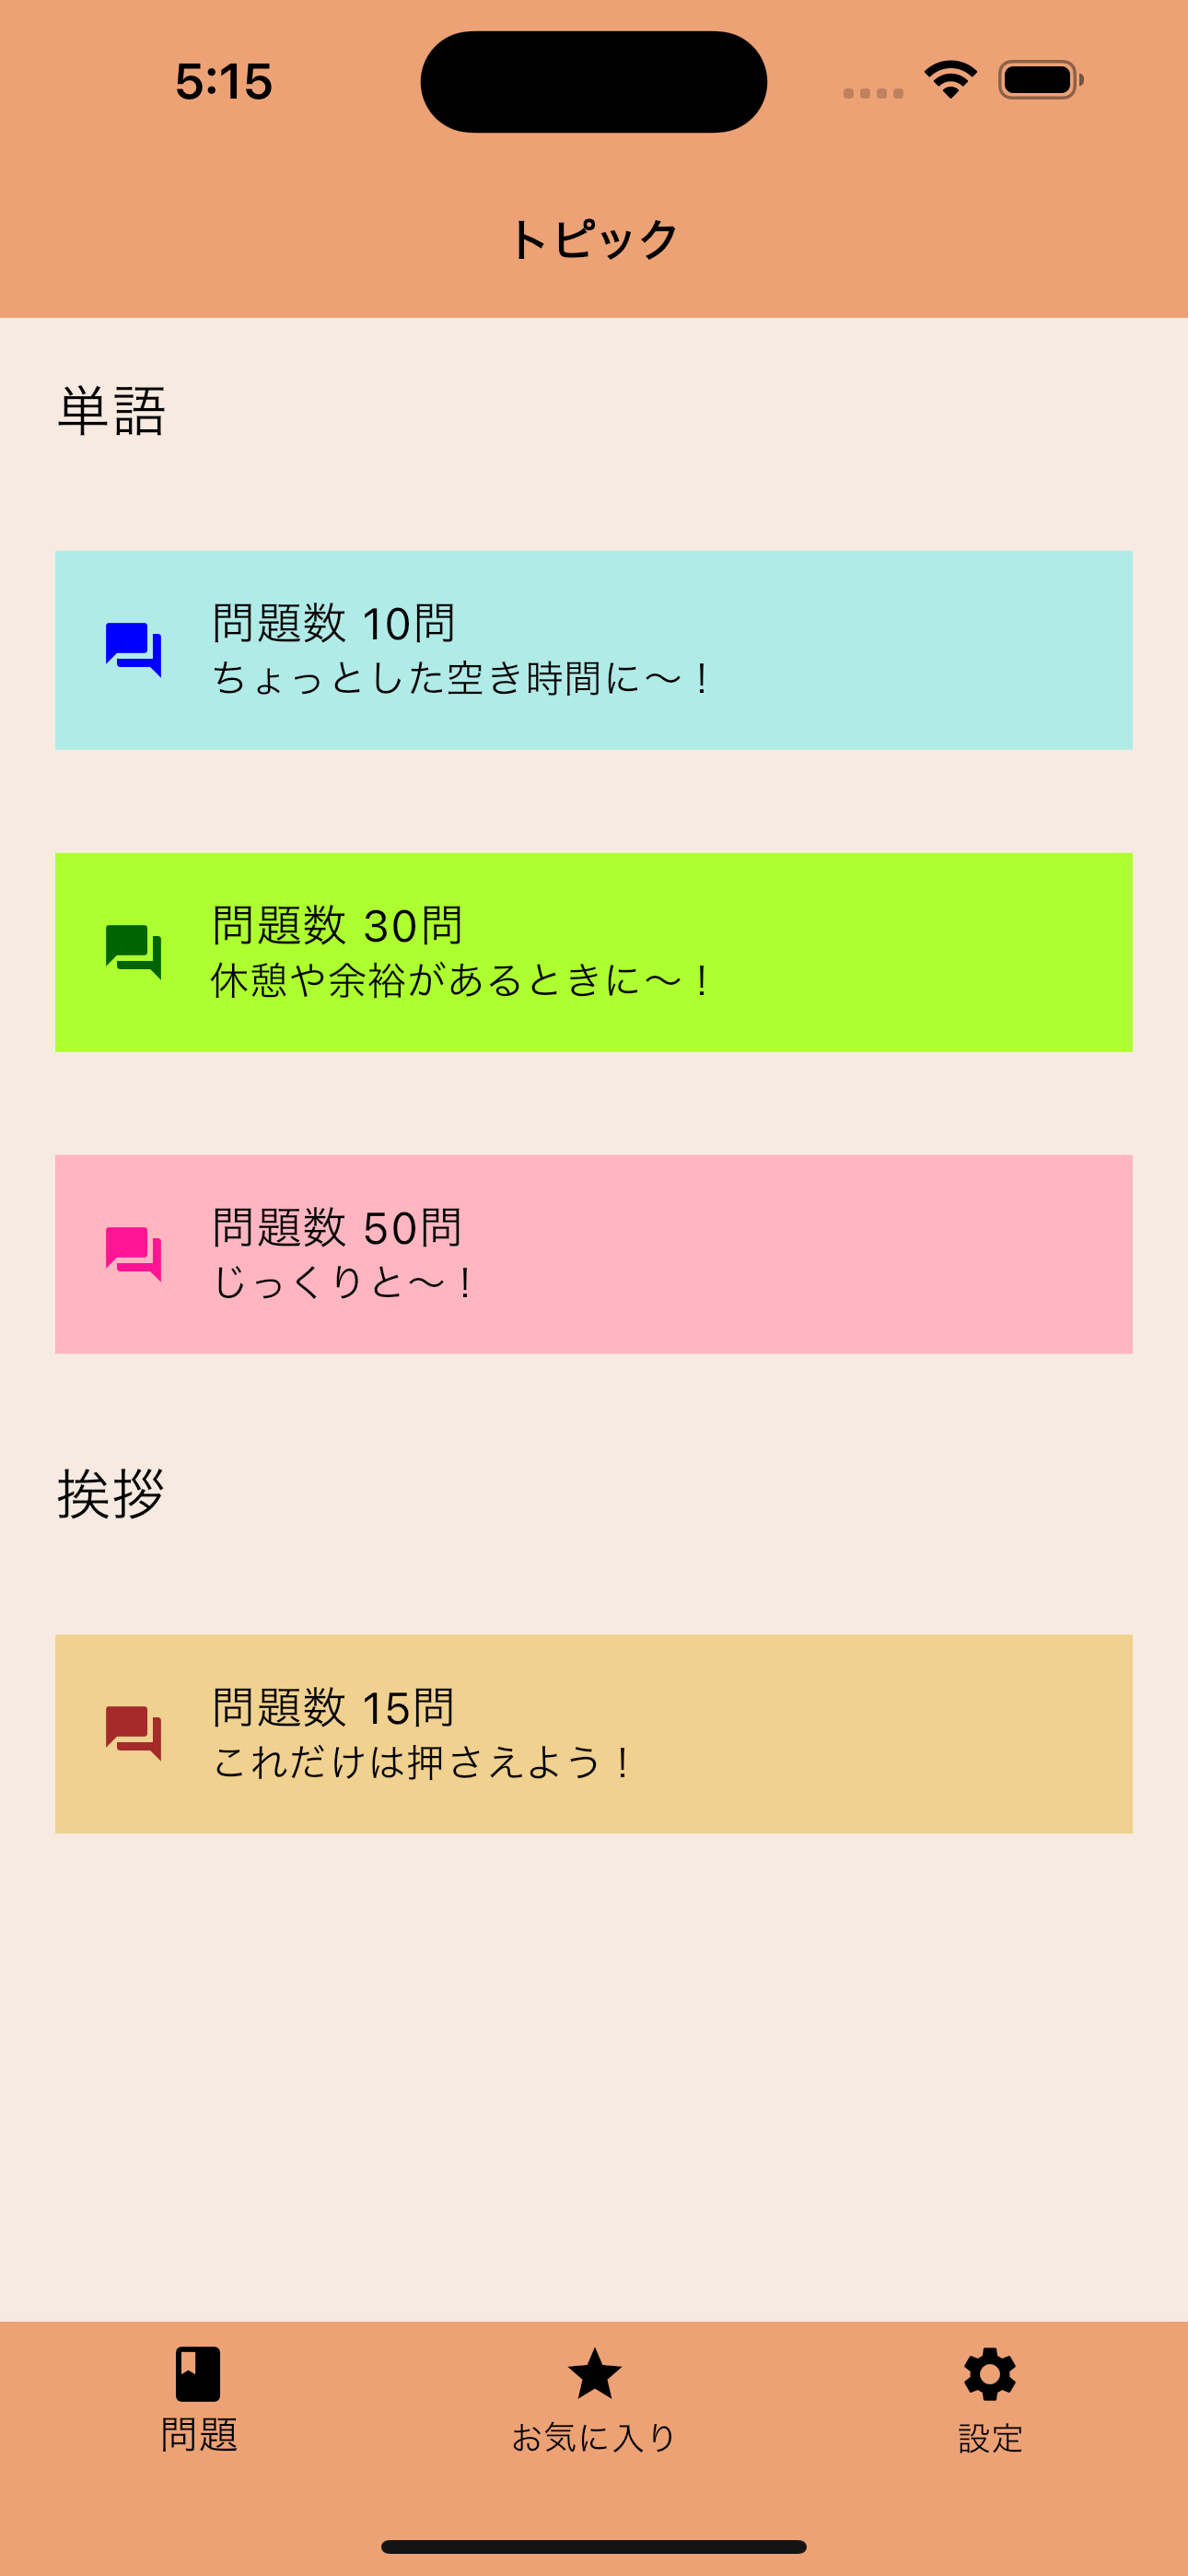 5:15
トピック
単語
問題数 10問
ちょっとした空き時間に〜！
問題数 30問
休憩や余裕があるときに〜！
問題数 50問
じっくりと〜！
挨拶
問題数 15問
これだけは押さえよう！
問題
お気に入り
設定